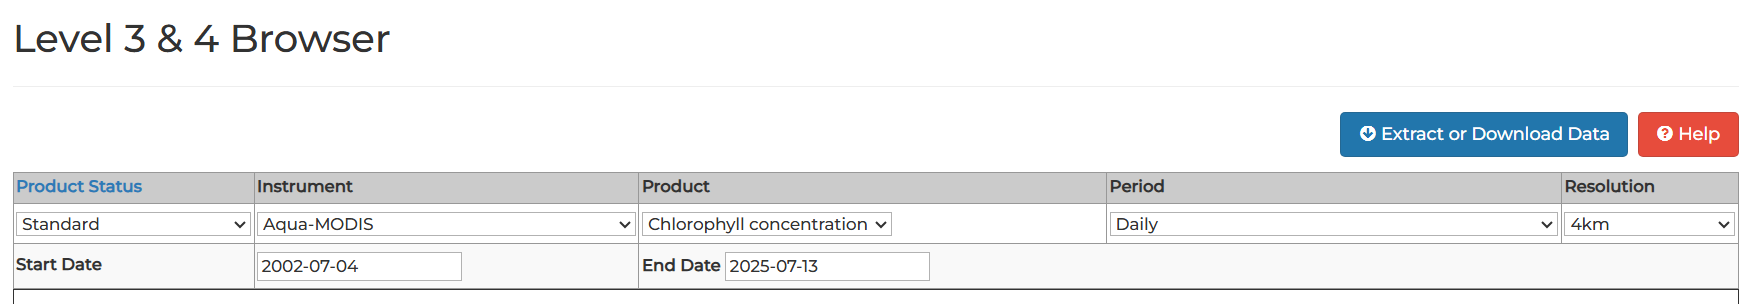 Level 3 & 4 Browser
Extract or Download Data
Help
Product Status Instrument Product Period Resolution
Standard Aqua-MODIS Chlorophyll concentration Daily 4km
Start Date 2002-07-04 End Date 2025-07-13